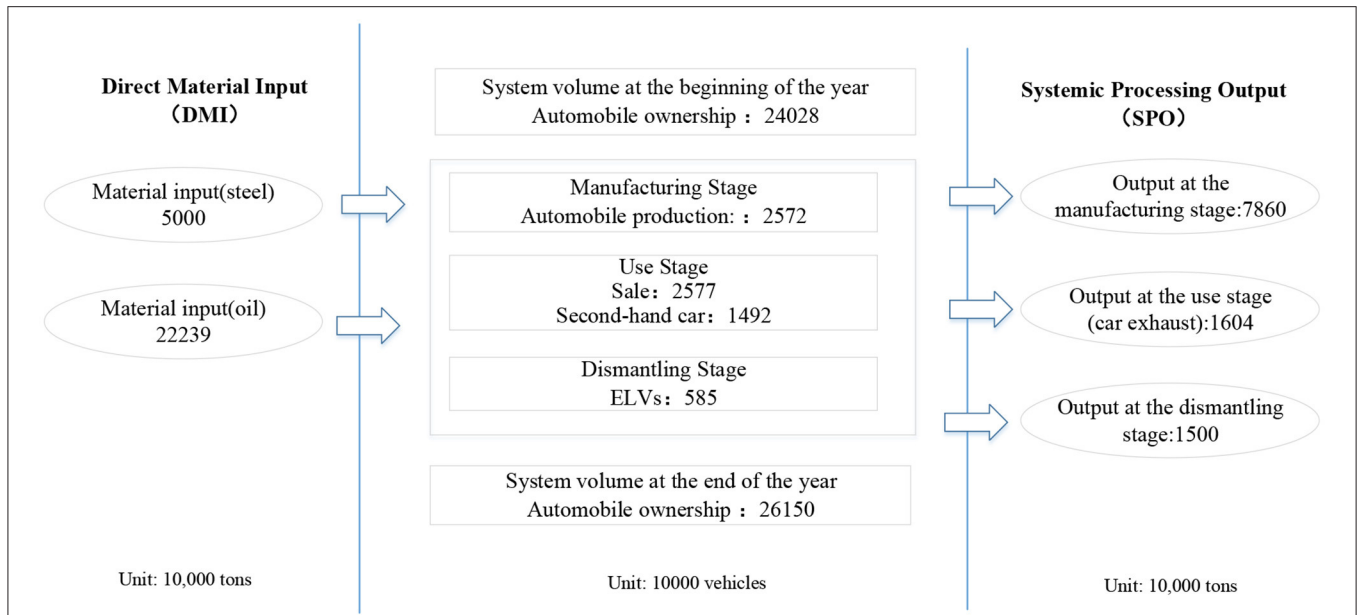 Direct Material Input
（DMI）
Material input(steel)
5000
Material input(oil)
22239
Unit: 10,000 tons
System volume at the beginning of the year
Automobile ownership： 24028
Manufacturing Stage
Automobile production:：2572
Use Stage
Sale：2577
Second-hand car：1492
Dismantling Stage
ELVs：585
System volume at the end of the year
Automobile ownership ：26150
Unit: 10000 vehicles
Systemic Processing Output
（SPO）
Output at the
manufacturing stage:7860
Output at the use stage
(car exhaust):1604
Output at the dismantling
stage:1500
Unit: 10,000 tons